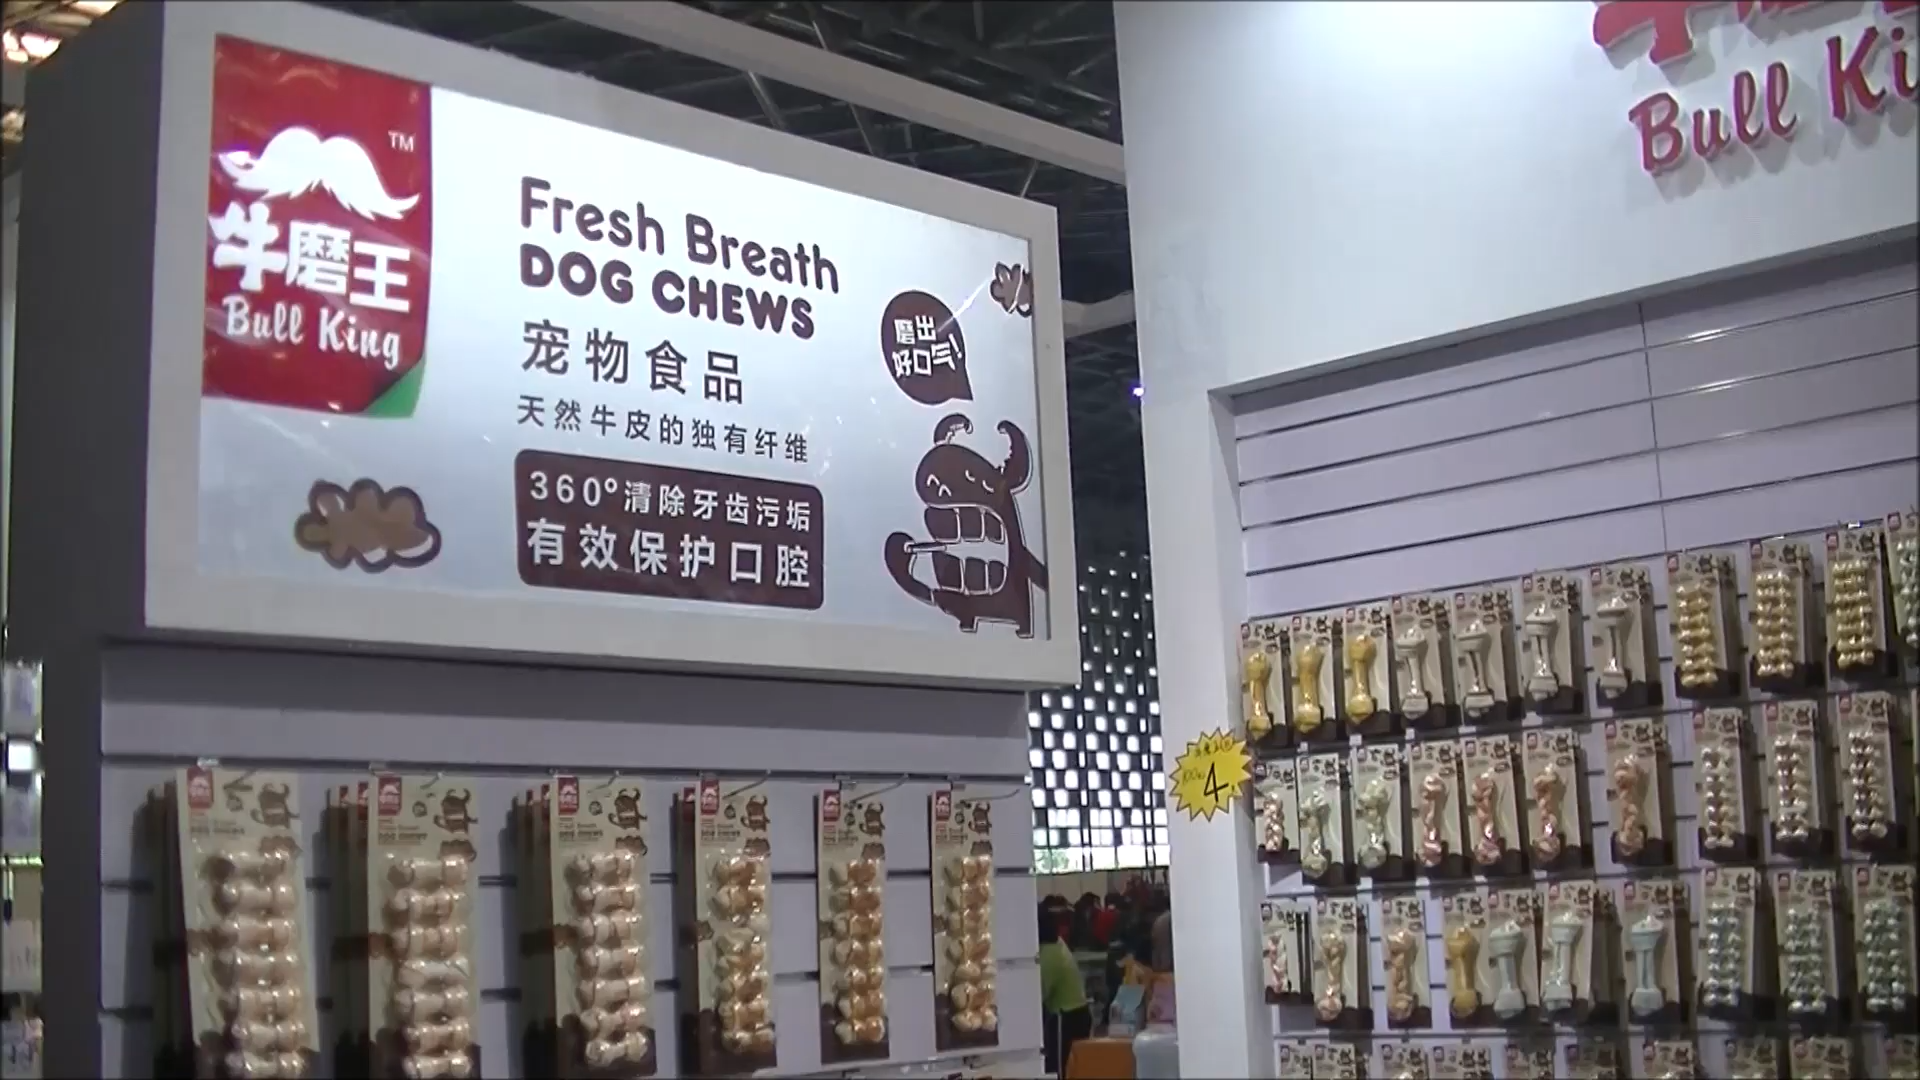 TM
牛磨王
Bull King
Fresh Breath
DOG CHEWS
宠物食品
天然牛皮的独有纤维
360°清除牙齿污垢
有效保护口腔
磨出
好口气!
Bull Ki
4